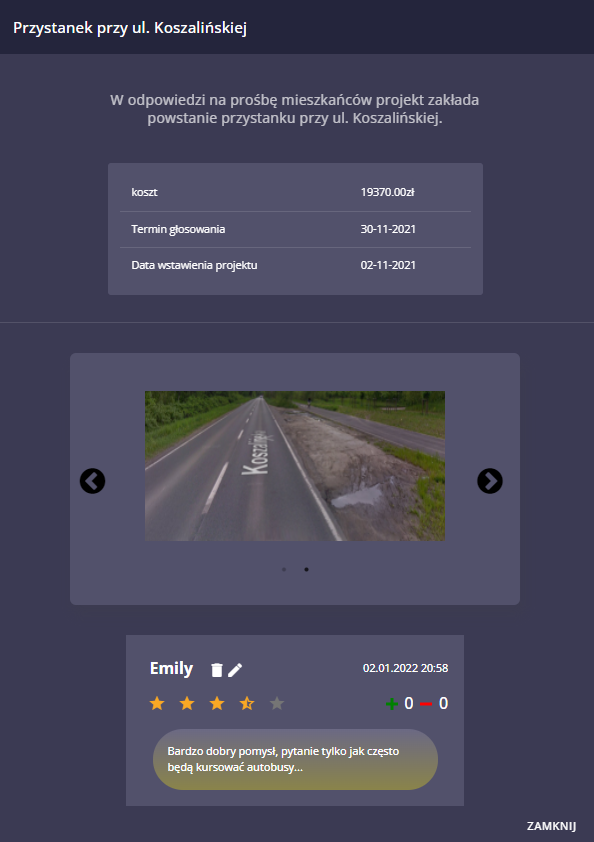 Przystanek przy ul. Koszalińskiej
W odpowiedzi na prośbę mieszkańców projekt zakłada
powstanie przystanku przy ul. Koszalińskiej.
koszt 19370.00zł
Termin głosowania 30-11-2021
Data wstawienia projektu 02-11-2021
Emily 02.01.2022 20:58
0 0
Bardzo dobry pomysł, pytanie tylko jak często
będą kursować autobusy...
ZAMKNIJ